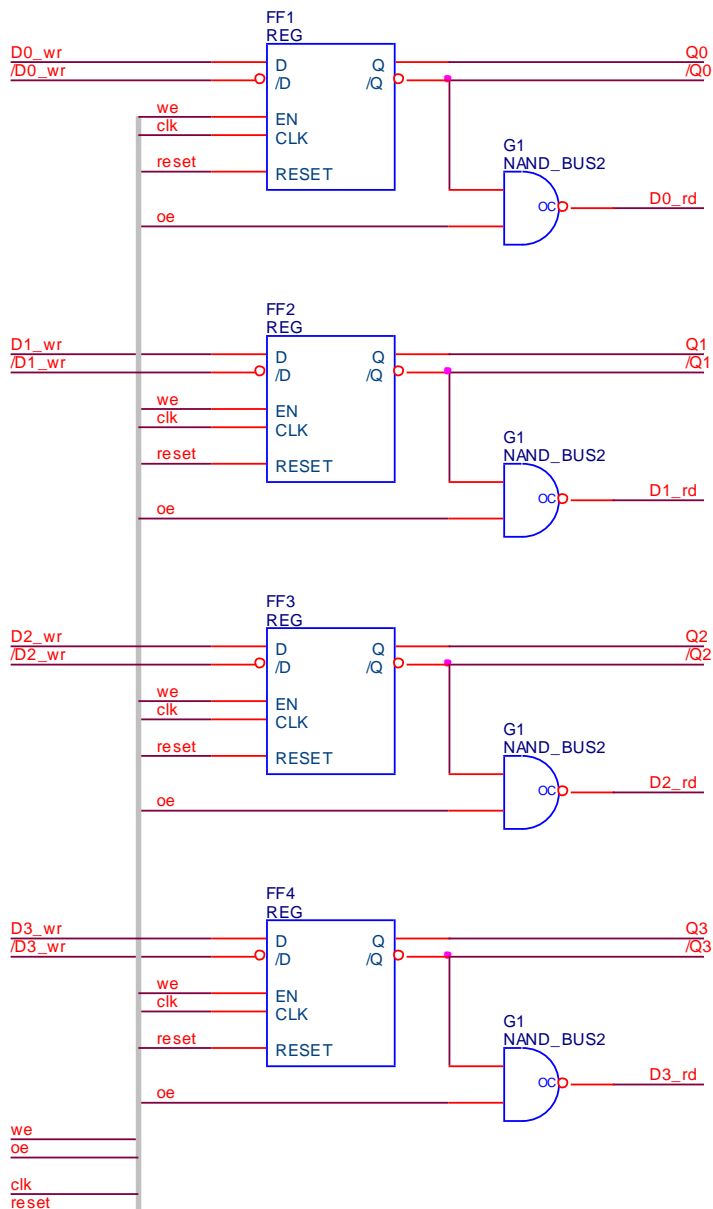 FF1
REG
D0_wr
/D0_wr
D
/D
Q
/Q
Q0
/Q0
we
clk
EN
CLK
reset
RESET
G1
NAND_BUS2
OC
D0_rd
oe
FF2
REG
D1_wr
/D1_wr
D
/D
Q
/Q
Q1
/Q1
we
clk
EN
CLK
reset
RESET
G1
NAND_BUS2
OC
D1_rd
oe
FF3
REG
D2_wr
/D2_wr
D
/D
Q
/Q
Q2
/Q2
we
clk
EN
CLK
reset
RESET
G1
NAND_BUS2
OC
D2_rd
oe
FF4
REG
D3_wr
/D3_wr
D
/D
Q
/Q
Q3
/Q3
we
clk
EN
CLK
reset
RESET
G1
NAND_BUS2
OC
D3_rd
oe
we
oe
clk
reset